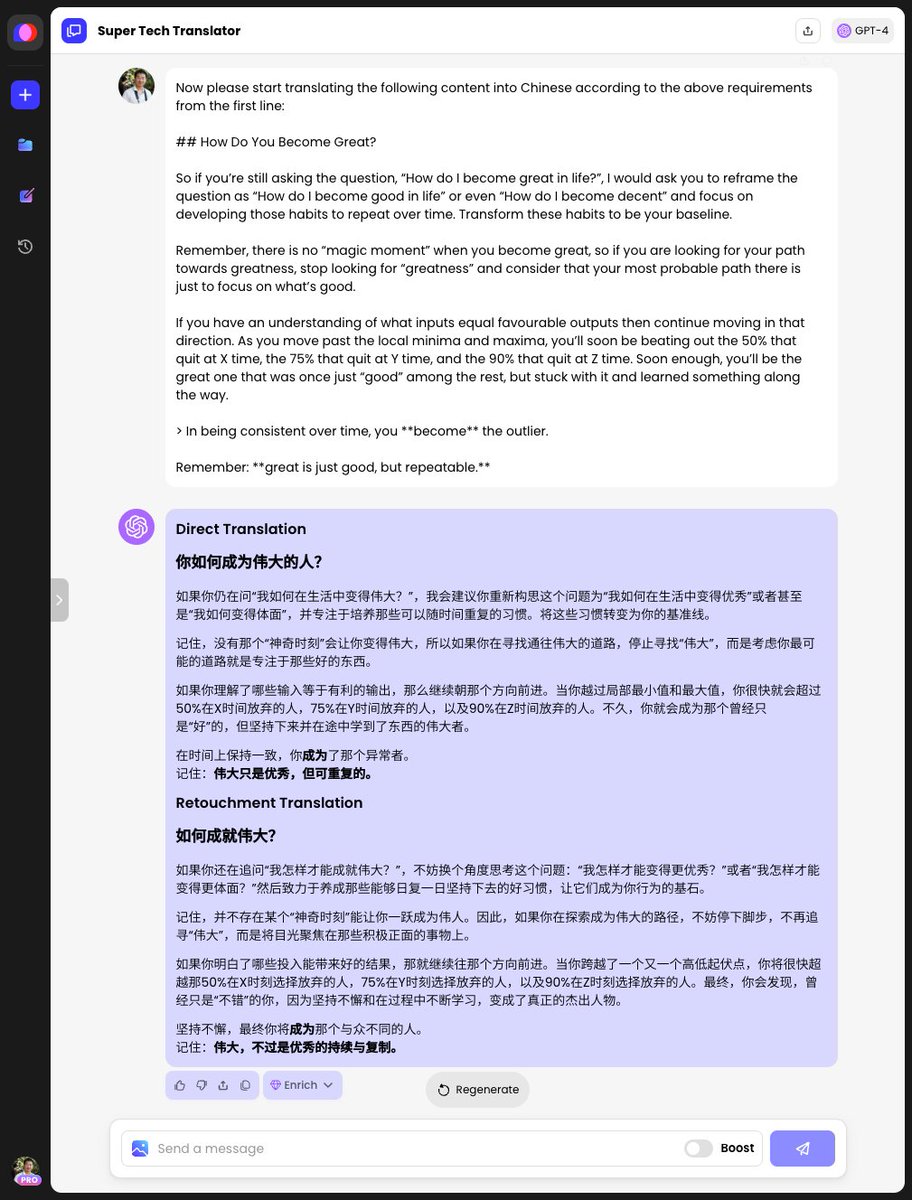 Super Tech Translator
GPT-4
Now please start translating the following content into Chinese according to the above requirements
from the first line:
## How Do You Become Great?
So if you’re still asking the question, “How do I become great in life?”, I would ask you to reframe the
question as “How do I become good in life” or even “How do I become decent” and focus on
developing those habits to repeat over time. Transform these habits to be your baseline.
Remember, there is no “magic moment” when you become great, so if you are looking for your path
towards greatness, stop looking for “greatness” and consider that your most probable path there is
just to focus on what’s good.
If you have an understanding of what inputs equal favourable outputs then continue moving in that
direction. As you move past the local minima and maxima, you’ll soon be beating out the 50% that
quit at X time, the 75% that quit at Y time, and the 90% that quit at Z time. Soon enough, you’ll be the
great one that was once just “good” among the rest, but stuck with it and learned something along
the way.
> In being consistent over time, you **become** the outlier.
Remember: **great is just good, but repeatable.**
Direct Translation
你如何成为伟大的人？
如果你仍在问“我如何在生活中变得伟大？”，我会建议你重新构思这个问题为“我如何在生活中变得优秀”或者甚至
是“我如何变得体面”，并专注于培养那些可以随时间重复的习惯。将这些习惯转变为你的基准线。
记住，没有那个“神奇时刻”会让你变得伟大，所以如果你在寻找通往伟大的道路，停止寻找“伟大”，而是考虑你最可
能的道路就是专注于那些好的东西。
如果你理解了哪些输入等于有利的输出，那么继续朝那个方向前进。当你越过局部最小值和最大值，你很快就会超过
50%在X时间放弃的人，75%在Y时间放弃的人，以及90%在Z时间放弃的人。不久，你就会成为那个曾经只
是“好”的，但坚持下来并在途中学到了东西的伟大者。
在时间上保持一致，你成为了那个异常者。
记住：伟大只是优秀，但可重复的。
Retouchment Translation
如何成就伟大？
如果你还在追问“我怎样才能成就伟大？”，不妨换个角度思考这个问题：“我怎样才能变得更优秀？”或者“我怎样才能
变得更体面？”然后致力于养成那些能够日复一日坚持下去的好习惯，让它们成为你行为的基石。
记住，并不存在某个“神奇时刻”能让你一跃成为伟人。因此，如果你在探索成为伟大的路径，不妨停下脚步，不再追
寻“伟大”，而是将目光聚焦在那些积极正面的事物上。
如果你明白了哪些投入能带来好的结果，那就继续往那个方向前进。当你跨越了一个又一个高低起伏点，你将很快超
越那50%在X时刻选择放弃的人，75%在Y时刻选择放弃的人，以及90%在Z时刻选择放弃的人。最终，你会发现，曾
经只是“不错”的你，因为坚持不懈和在过程中不断学习，变成了真正的杰出人物。
坚持不懈，最终你将成为那个与众不同的人。
记住：伟大，不过是优秀的持续与复制。
Enrich
Regenerate
Send a message
Boost
PRO